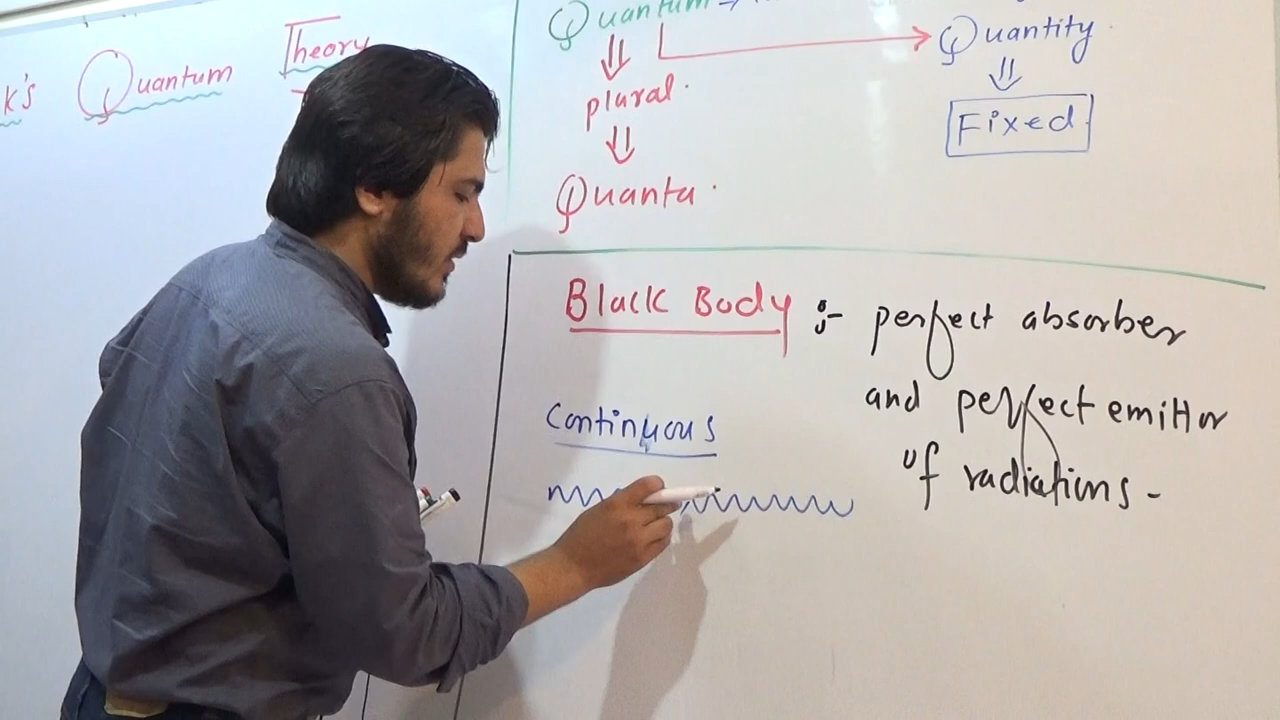 k's Quantum Theory
Quantum →
plural.
Quanta.
Quantity.
Fixed.
Black Body :- perfect absorber
and perfect emitter
of radiations -
Continuous